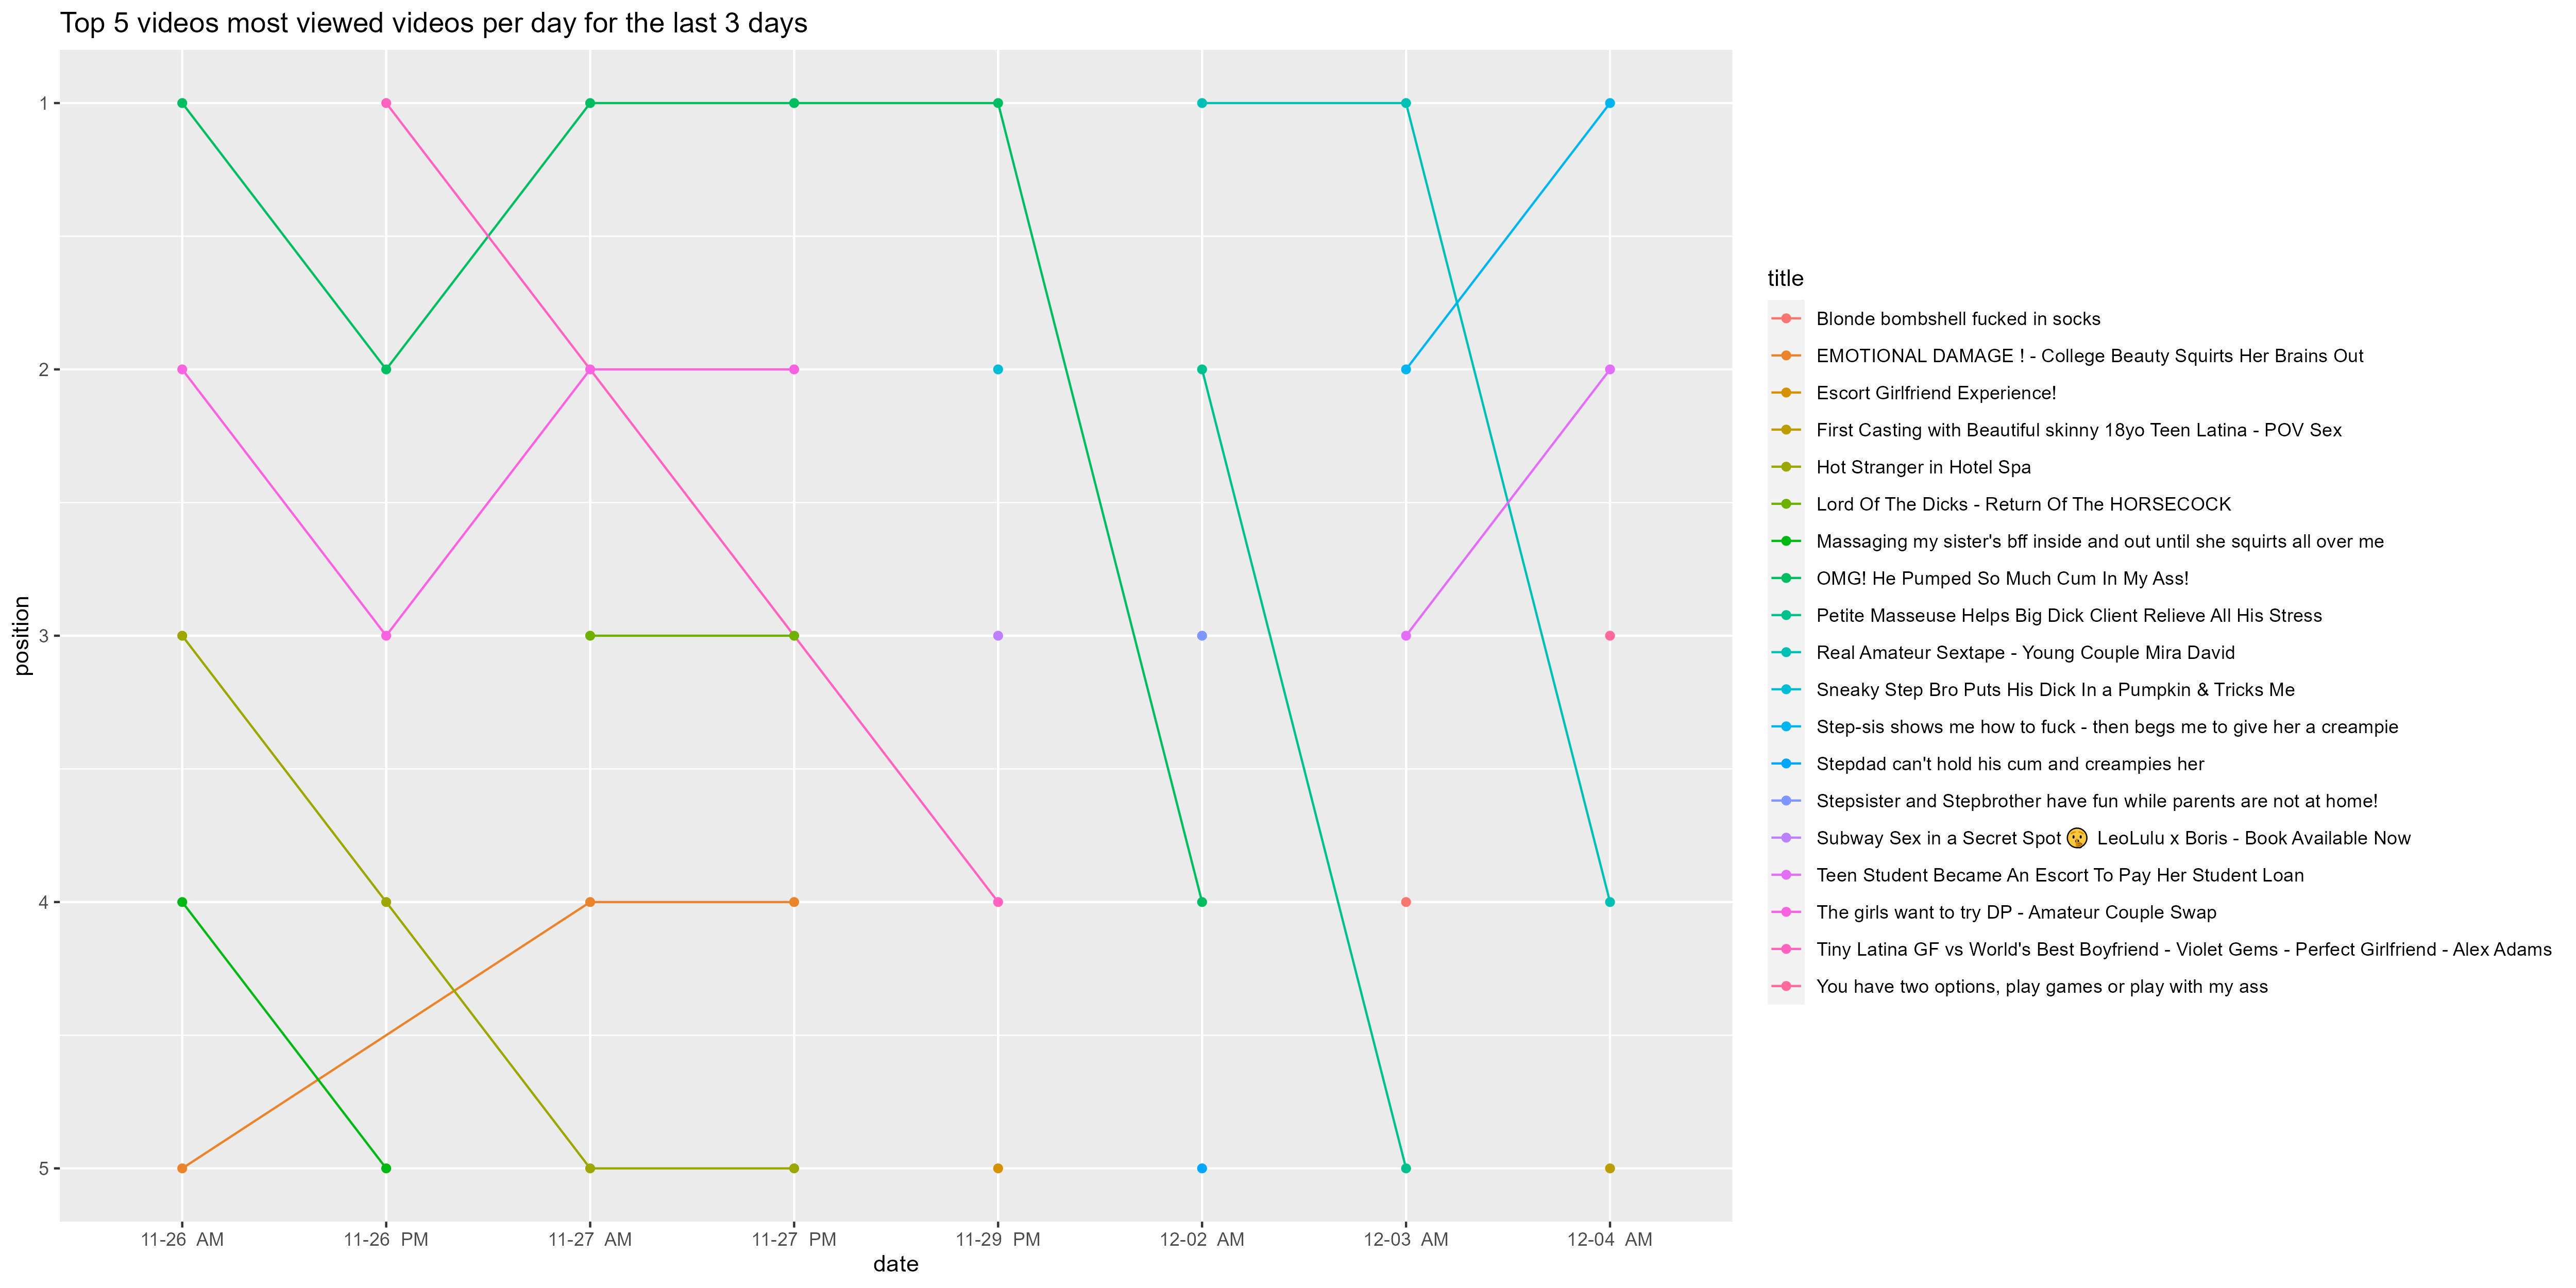 Top 5 videos most viewed videos per day for the last 3 days
position
1
2
3
4
5
11-26 AM
11-26 PM
11-27 AM
11-27 PM
11-29 PM
12-02 AM
12-03 AM
12-04 AM
date
title
Blonde bombshell fucked in socks
EMOTIONAL DAMAGE ! - College Beauty Squirts Her Brains Out
Escort Girlfriend Experience!
First Casting with Beautiful skinny 18yo Teen Latina - POV Sex
Hot Stranger in Hotel Spa
Lord Of The Dicks - Return Of The HORSECOCK
Massaging my sister's bff inside and out until she squirts all over me
OMG! He Pumped So Much Cum In My Ass!
Petite Masseuse Helps Big Dick Client Relieve All His Stress
Real Amateur Sextape - Young Couple Mira David
Sneaky Step Bro Puts His Dick In a Pumpkin & Tricks Me
Step-sis shows me how to fuck - then begs me to give her a creampie
Stepdad can't hold his cum and creampies her
Stepsister and Stepbrother have fun while parents are not at home!
Subway Sex in a Secret Spot 🤫 LeoLulu x Boris - Book Available Now
Teen Student Became An Escort To Pay Her Student Loan
The girls want to try DP - Amateur Couple Swap
Tiny Latina GF vs World's Best Boyfriend - Violet Gems - Perfect Girlfriend - Alex Adams
You have two options, play games or play with my ass